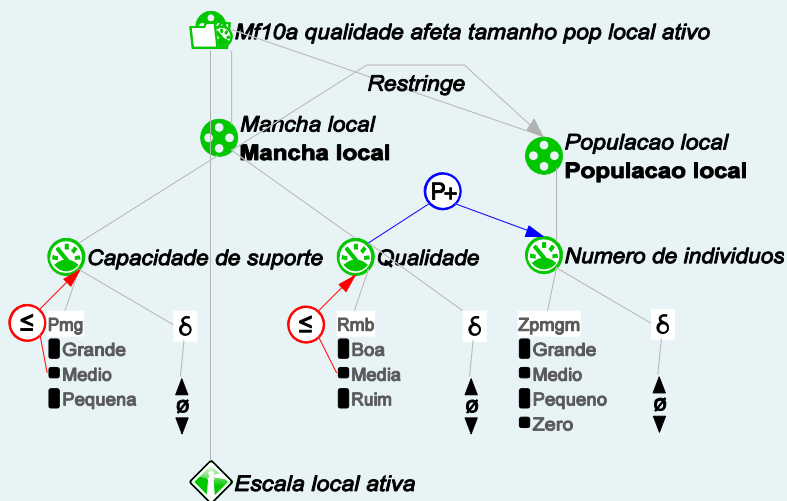 Mf10a qualidade afeta tamanho pop local ativo
Restringe
Mancha local
Mancha local
Populacao local
Populacao local
P+
Capacidade de suporte
Qualidade
Numero de individuos
≤
Pmg
δ
Grande
Medio
Pequena
ø
≤
Rmb
δ
Boa
Media
Ruim
ø
Zpmgm
δ
Grande
Medio
Pequeno
Zero
ø
Escala local ativa